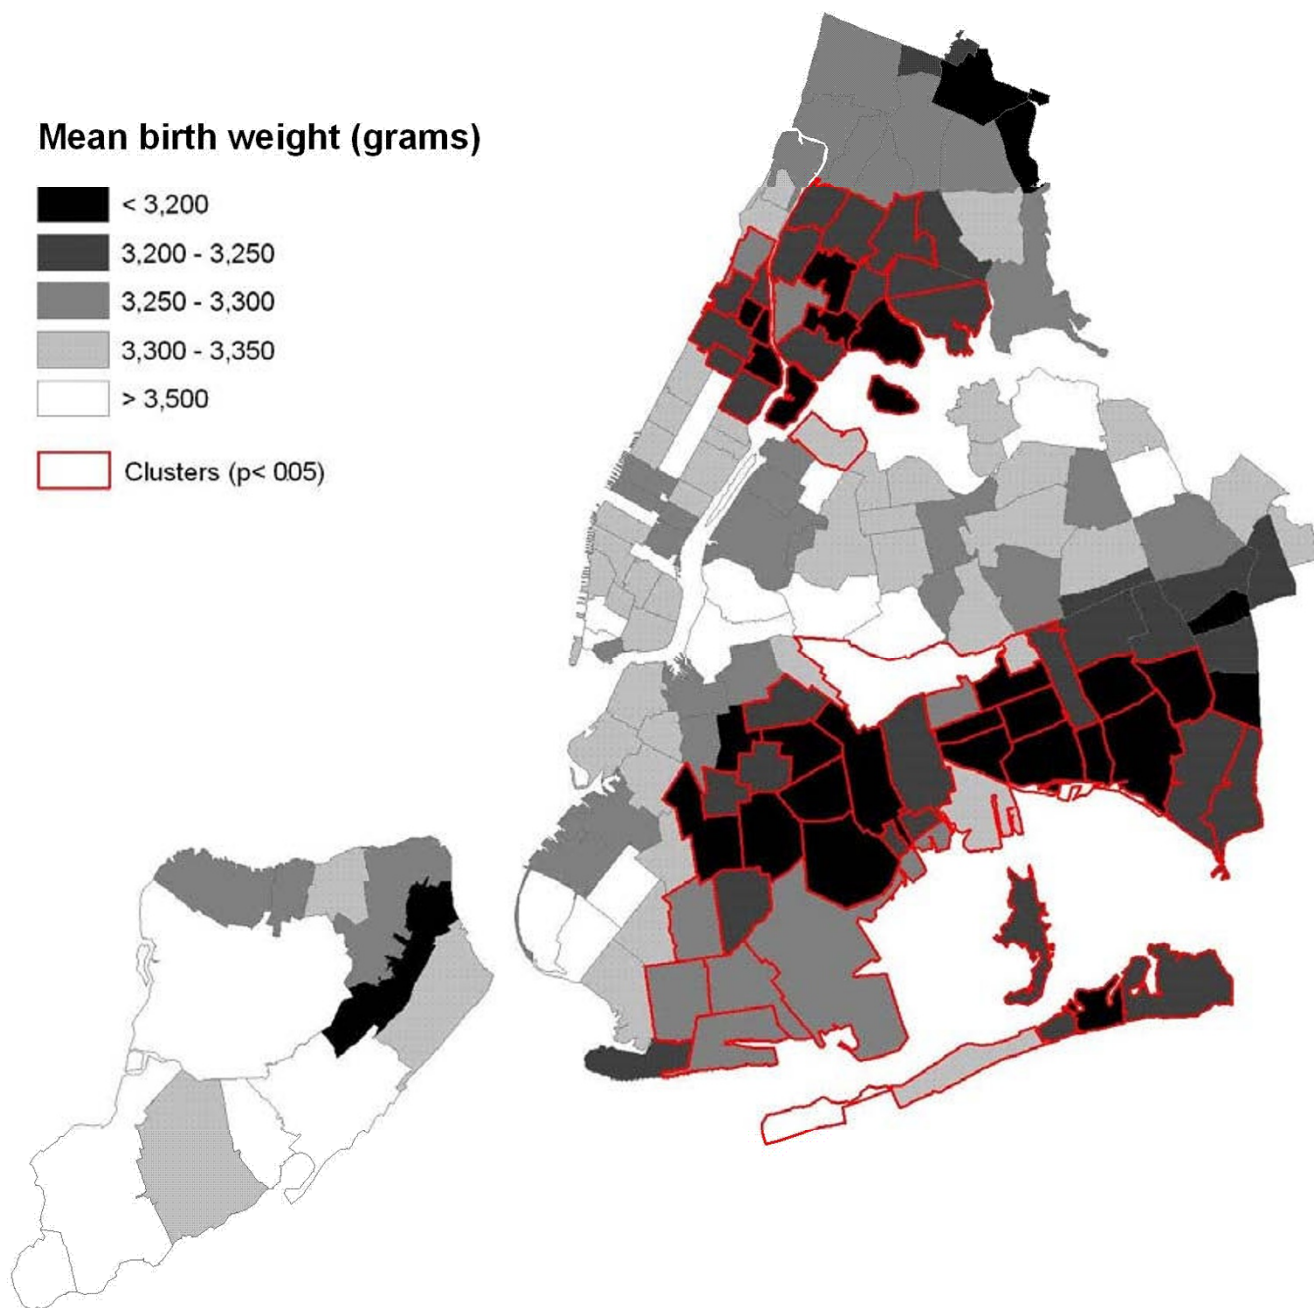 Mean birth weight (grams)
< 3,200
3,200 - 3,250
3,250 - 3,300
3,300 - 3,350
> 3,500
Clusters (p< 005)